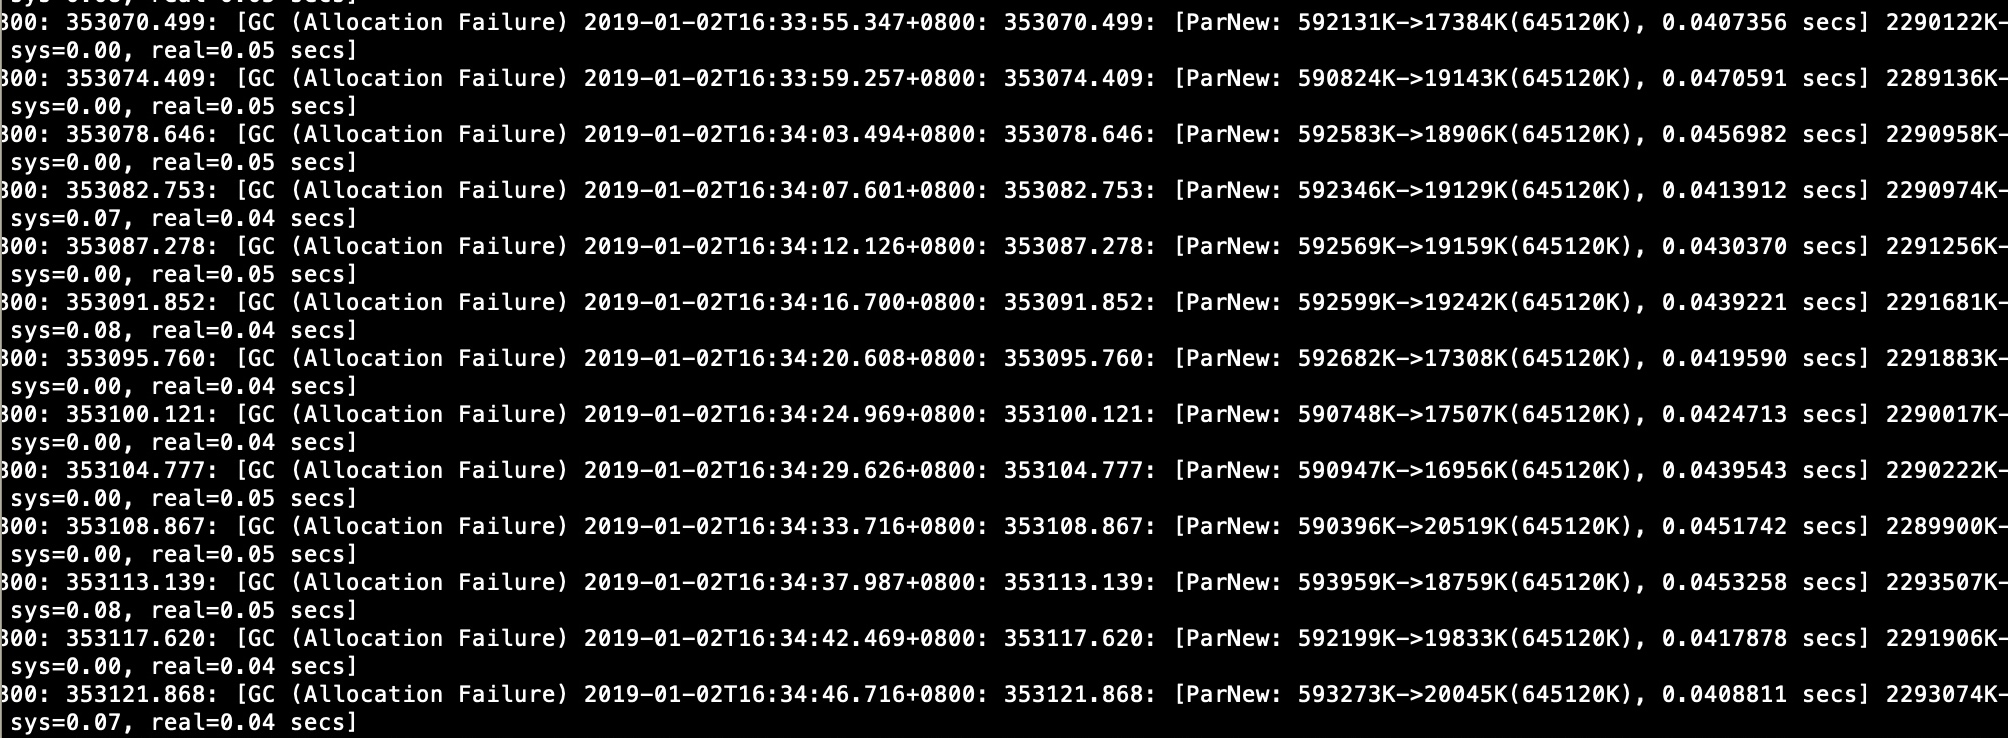 300: 353070.499: [GC (Allocation Failure) 2019-01-02T16:33:55.347+0800: 353070.499: [ParNew: 592131K->17384K(645120K), 0.0407356 secs] 2290122K-
sys=0.00, real=0.05 secs]
300: 353074.409: [GC (Allocation Failure) 2019-01-02T16:33:59.257+0800: 353074.409: [ParNew: 590824K->19143K(645120K), 0.0470591 secs] 2289136K-
sys=0.00, real=0.05 secs]
300: 353078.646: [GC (Allocation Failure) 2019-01-02T16:34:03.494+0800: 353078.646: [ParNew: 592583K->18906K(645120K), 0.0456982 secs] 2290958K-
sys=0.00, real=0.05 secs]
300: 353082.753: [GC (Allocation Failure) 2019-01-02T16:34:07.601+0800: 353082.753: [ParNew: 592346K->19129K(645120K), 0.0413912 secs] 2290974K-
sys=0.07, real=0.04 secs]
300: 353087.278: [GC (Allocation Failure) 2019-01-02T16:34:12.126+0800: 353087.278: [ParNew: 592569K->19159K(645120K), 0.0430370 secs] 2291256K-
sys=0.00, real=0.05 secs]
300: 353091.852: [GC (Allocation Failure) 2019-01-02T16:34:16.700+0800: 353091.852: [ParNew: 592599K->19242K(645120K), 0.0439221 secs] 2291681K-
sys=0.08, real=0.04 secs]
300: 353095.760: [GC (Allocation Failure) 2019-01-02T16:34:20.608+0800: 353095.760: [ParNew: 592682K->17308K(645120K), 0.0419590 secs] 2291883K-
sys=0.00, real=0.04 secs]
300: 353100.121: [GC (Allocation Failure) 2019-01-02T16:34:24.969+0800: 353100.121: [ParNew: 590748K->17507K(645120K), 0.0424713 secs] 2290017K-
sys=0.00, real=0.04 secs]
300: 353104.777: [GC (Allocation Failure) 2019-01-02T16:34:29.626+0800: 353104.777: [ParNew: 590947K->16956K(645120K), 0.0439543 secs] 2290222K-
sys=0.00, real=0.05 secs]
300: 353108.867: [GC (Allocation Failure) 2019-01-02T16:34:33.716+0800: 353108.867: [ParNew: 590396K->20519K(645120K), 0.0451742 secs] 2289900K-
sys=0.00, real=0.05 secs]
300: 353113.139: [GC (Allocation Failure) 2019-01-02T16:34:37.987+0800: 353113.139: [ParNew: 593959K->18759K(645120K), 0.0453258 secs] 2293507K-
sys=0.08, real=0.05 secs]
300: 353117.620: [GC (Allocation Failure) 2019-01-02T16:34:42.469+0800: 353117.620: [ParNew: 592199K->19833K(645120K), 0.0417878 secs] 2291906K-
sys=0.00, real=0.04 secs]
300: 353121.868: [GC (Allocation Failure) 2019-01-02T16:34:46.716+0800: 353121.868: [ParNew: 593273K->20045K(645120K), 0.0408811 secs] 2293074K-
sys=0.07, real=0.04 secs]